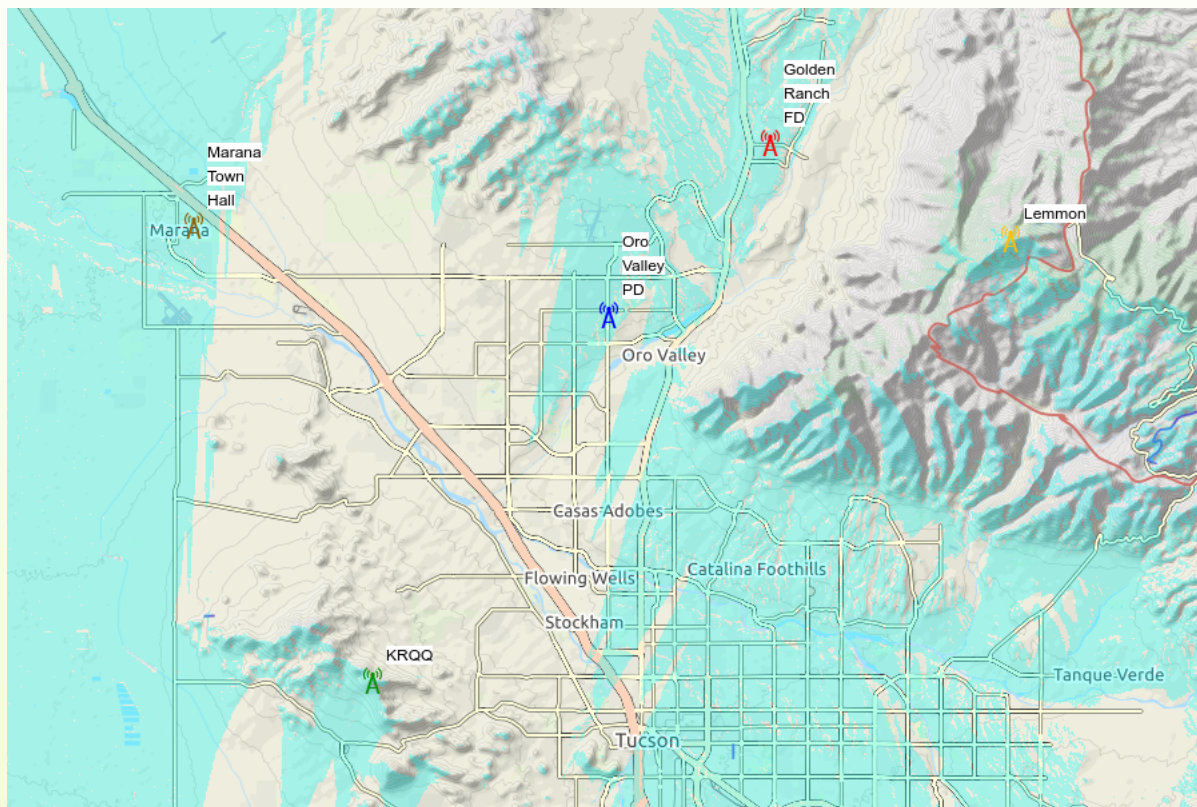 Golden
Ranch
FD
Marana
Town
Hall
Marana
Lemmon
Oro
Valley
PD
Oro Valley
Casas Adobes
Catalina Foothills
Flowing Wells
Stockham
KRQQ
Tanque Verde
Tucson